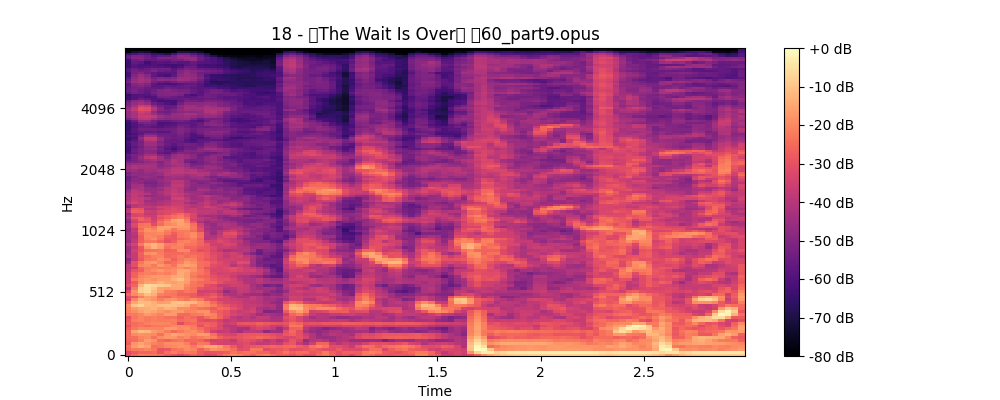 18 - ▯The Wait Is Over▯ ▯60_part9.opus
+0 dB
-10 dB
-20 dB
-30 dB
-40 dB
-50 dB
-60 dB
-70 dB
-80 dB
4096
2048
1024
512
0
Hz
0
0.5
1
1.5
2
2.5
Time